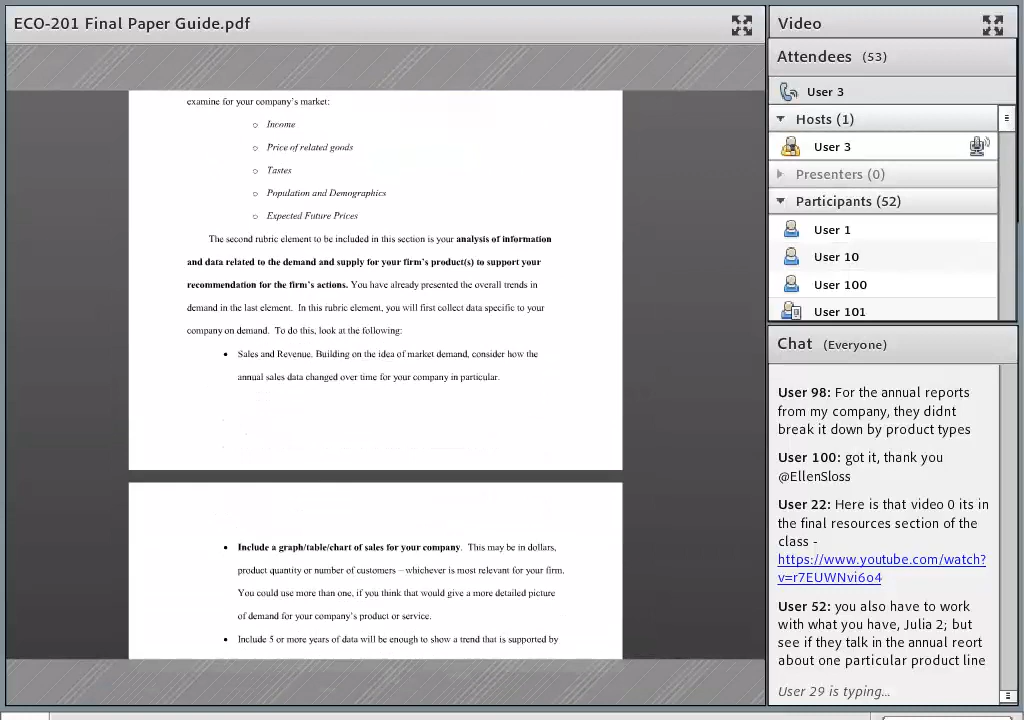 ECO-201 Final Paper Guide.pdf
examine for your company's market:
o Income
o Price of related goods
o Tastes
o Population and Demographics
o Expected Future Prices
The second rubric element to be included in this section is your analysis of information
and data related to the demand and supply for your firm's product(s) to support your
recommendation for the firm's actions. You have already presented the overall trends in
demand in the last element. In this rubric element, you will first collect data specific to your
company on demand. To do this, look at the following:
• Sales and Revenue. Building on the idea of market demand, consider how the
annual sales data changed over time for your company in particular.
• Include a graph/table/chart of sales for your company. This may be in dollars,
product quantity or number of customers – whichever is most relevant for your firm.
You could use more than one, if you think that would give a more detailed picture
of demand for your company's product or service.
• Include 5 or more years of data will be enough to show a trend that is supported by
Video
Attendees (53)
User 3
Hosts (1)
User 3
Presenters (0)
Participants (52)
User 1
User 10
User 100
User 101
Chat (Everyone)
User 98: For the annual reports
from my company, they didnt
break it down by product types
User 100: got it, thank you
@EllenSloss
User 22: Here is that video 0 its in
the final resources section of the
class -
https://www.youtube.com/watch?
v=r7EUWNvi6o4
User 52: you also have to work
with what you have, Julia 2; but
see if they talk in the annual reort
about one particular product line
User 29 is typing...